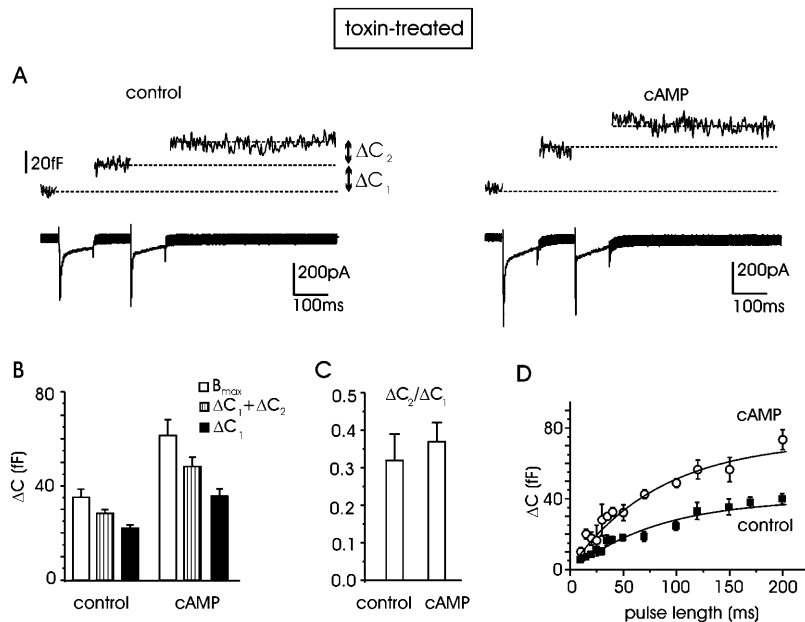 toxin-treated
A
control
cAMP
20fF
ΔC2
ΔC1
200pA
100ms
200pA
100ms
B
Bmax
ΔC1+ΔC2
ΔC1
ΔC (fF)
80
40
0
control
cAMP
C
ΔC2/ΔC1
0.5
0.4
0.3
0.2
0.1
0.0
control
cAMP
D
cAMP
control
ΔC (fF)
80
40
0
0
50
100
150
200
pulse length (ms)